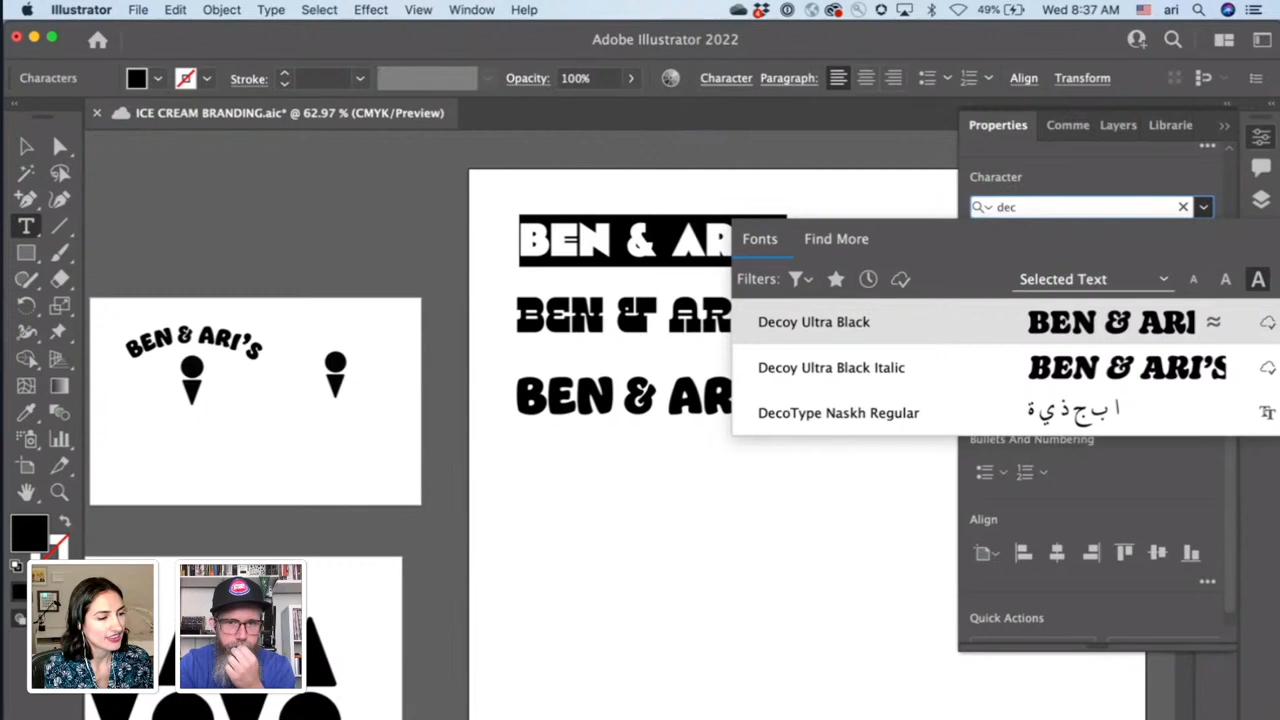 Illustrator File Edit Object Type Select Effect View Window Help 49% Wed 8:37 AM ari
Adobe Illustrator 2022
Characters Stroke: Opacity: 100% Character Paragraph: Align Transform
ICE CREAM BRANDING.aic* @ 62.97 % (CMYK/Preview)
Properties Comme Layers Librarie
Character
dec
BEN & AR
Fonts Find More
Filters: Selected Text A A A
Decoy Ultra Black BEN & ARI
BEN & AR
Decoy Ultra Black Italic BEN & ARI'S
BEN & AR
DecoType Naskh Regular ا ب ج ذ ي ة
BEN & ARI'S
Bullets And Numbering
Align
Quick Actions